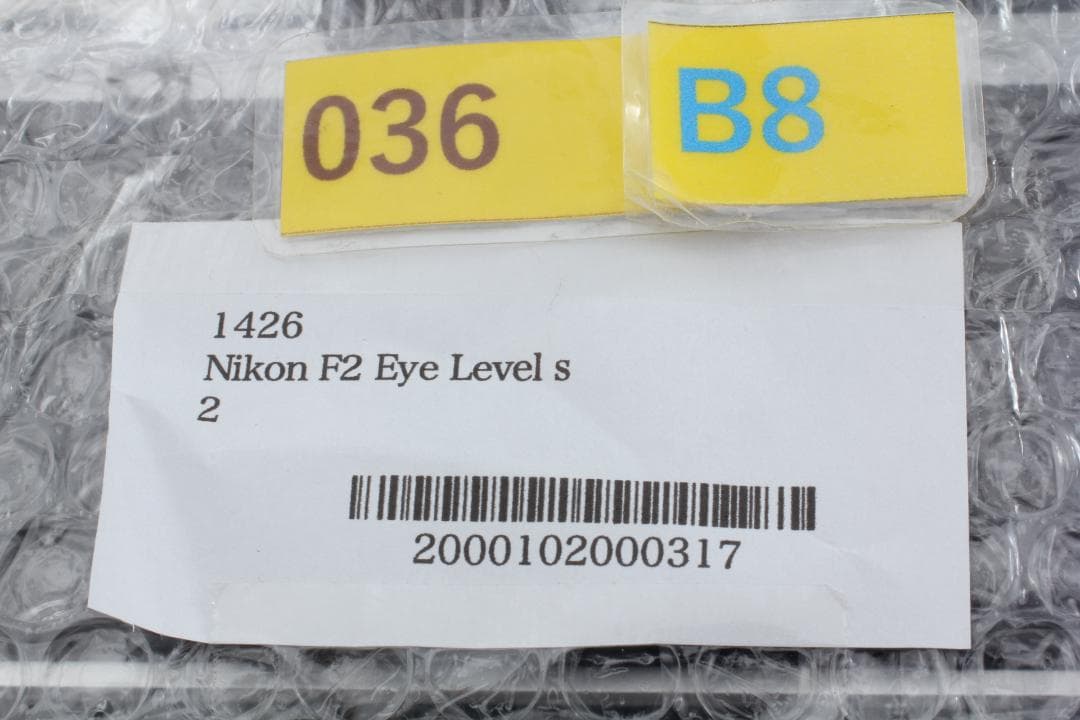 036
B8
1426
Nikon F2 Eye Level s
2
2000102000317